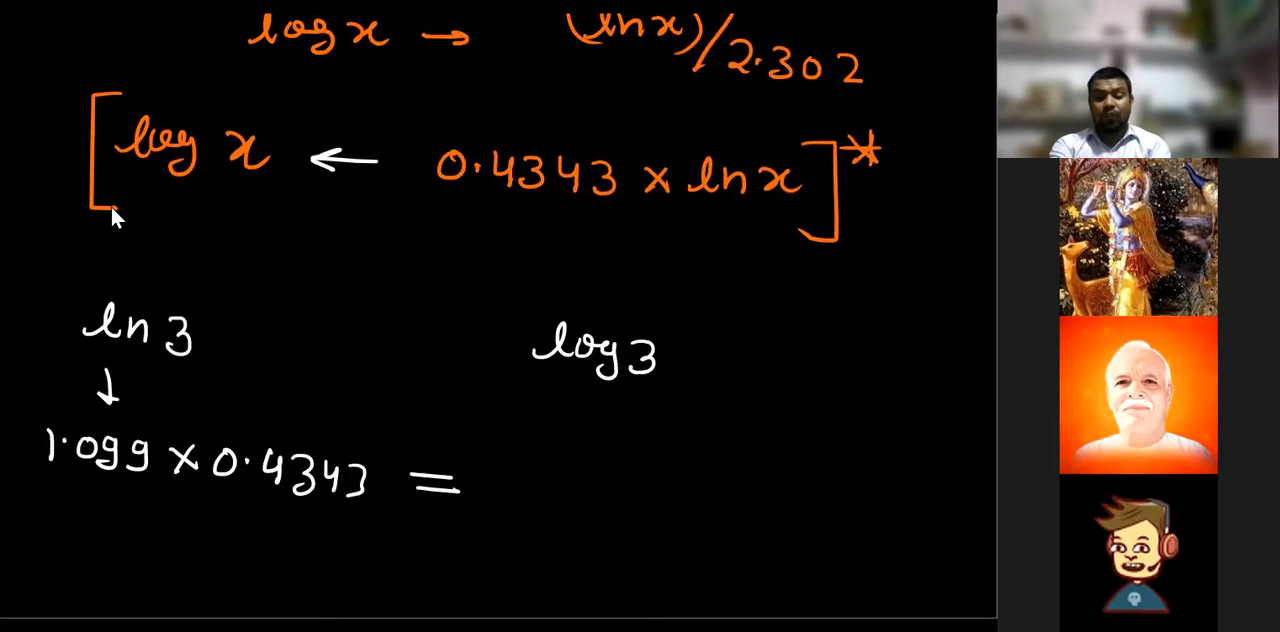 log x → (ln x)/2.302
[log x ← 0.4343 × ln x]*
ln 3 log 3
↓
1.099 × 0.4343 =